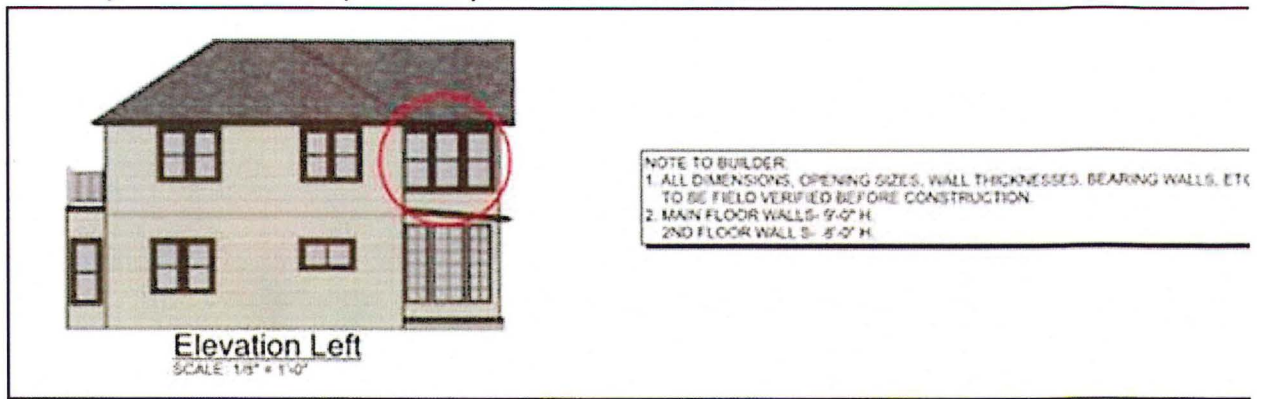 Elevation Left
SCALE: 1/8" = 1'-0"
NOTE TO BUILDER:
1. ALL DIMENSIONS, OPENING SIZES, WALL THICKNESSES, BEARING WALLS, ETC
TO BE FIELD VERIFIED BEFORE CONSTRUCTION.
2. MAIN FLOOR WALLS- 9'-0" H.
2ND FLOOR WALLS- 8'-0" H.